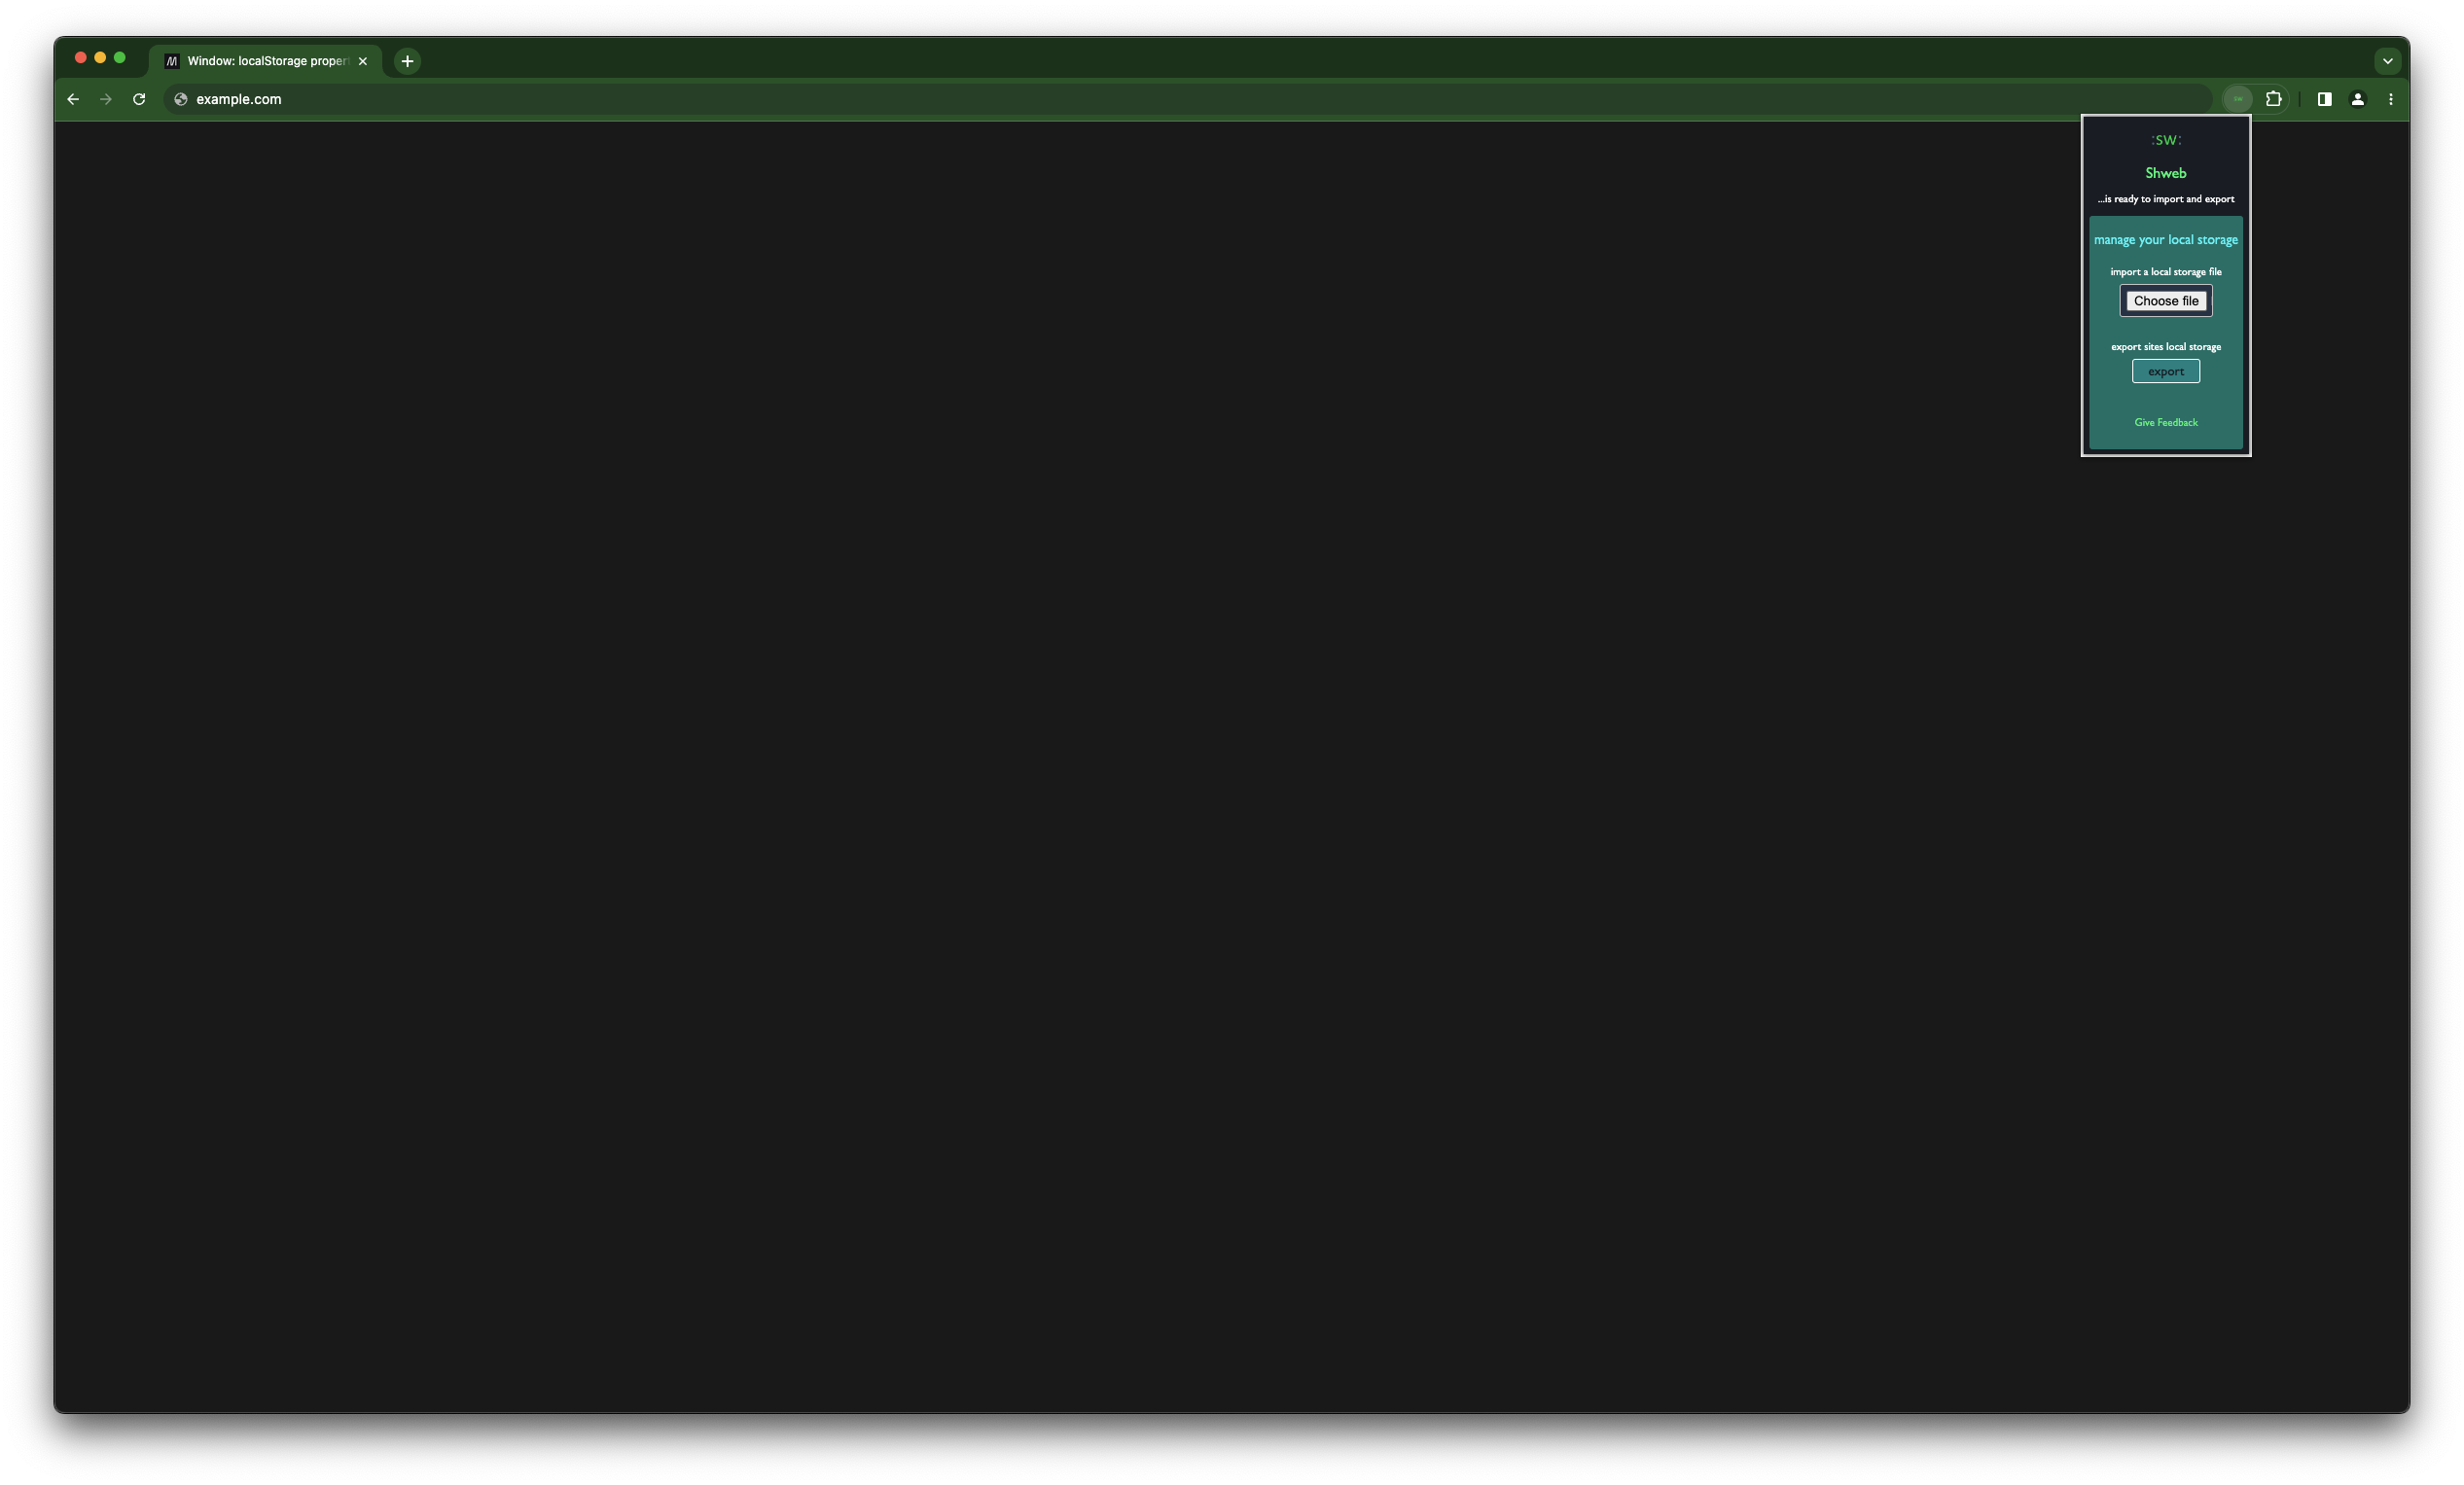 Window: localStorage proper
example.com
:SW:
Shweb
...is ready to import and export
manage your local storage
import a local storage file
Choose file
export sites local storage
export
Give Feedback